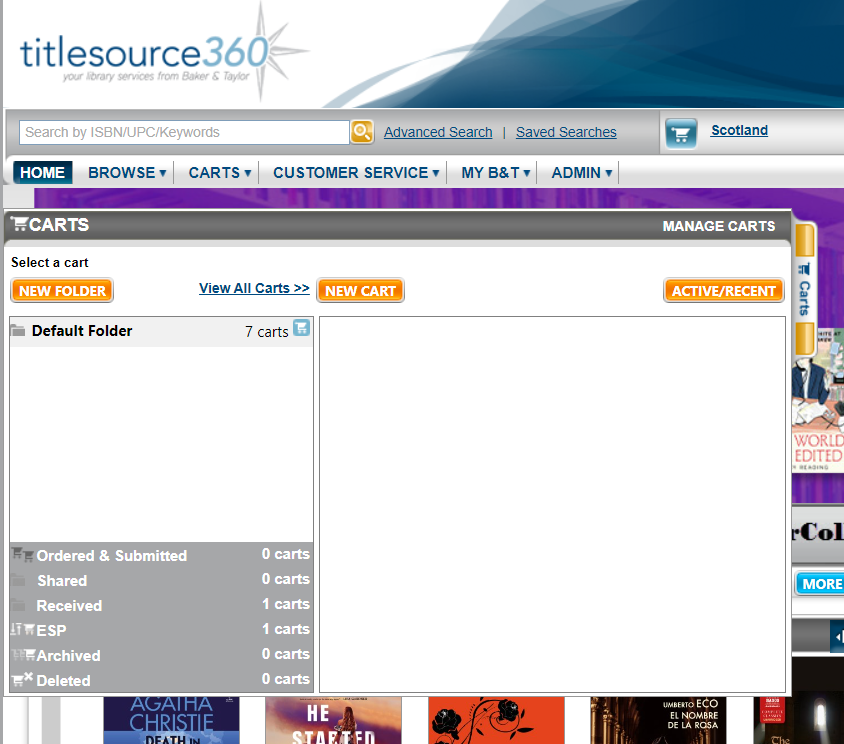 titlesource360
your library services from Baker & Taylor
Search by ISBN/UPC/Keywords
Advanced Search | Saved Searches
Scotland
HOME
BROWSE ▾
CARTS ▾
CUSTOMER SERVICE ▾
MY B&T ▾
ADMIN ▾
CARTS
MANAGE CARTS
Select a cart
NEW FOLDER
View All Carts >>
NEW CART
ACTIVE/RECENT
Default Folder
7 carts
Ordered & Submitted 0 carts
Shared 0 carts
Received 1 carts
ESP 1 carts
Archived 0 carts
Deleted 0 carts
Carts
WORLD
EDITED
READING
rCol
MORE
AGATHA
CHRISTIE
DEATH IN
HE
STARTED
UMBERTO ECO
EL NOMBRE
DE LA ROSA
The